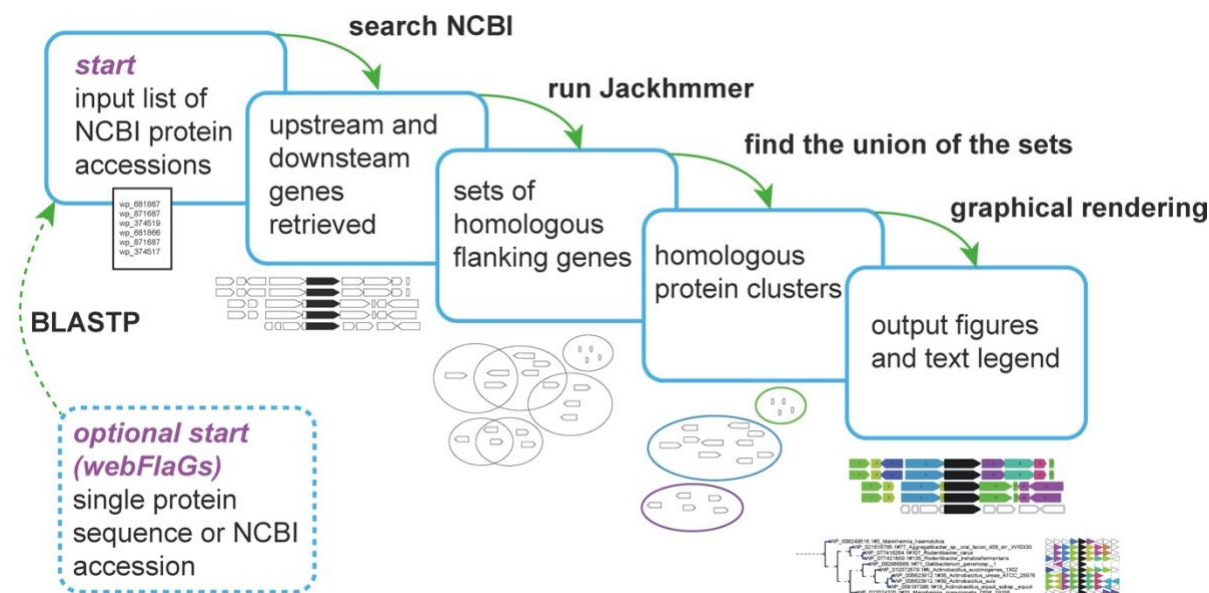 search NCBI
start
input list of
NCBI protein
accessions
wp_681867
wp_871687
wp_374519
wp_681866
wp_871687
wp_374517
run Jackhmmer
upstream and
downsteam
genes
retrieved
find the union of the sets
sets of
homologous
flanking genes
graphical rendering
homologous
protein clusters
output figures
and text legend
BLASTP
optional start
(webFlaGs)
single protein
sequence or NCBI
accession